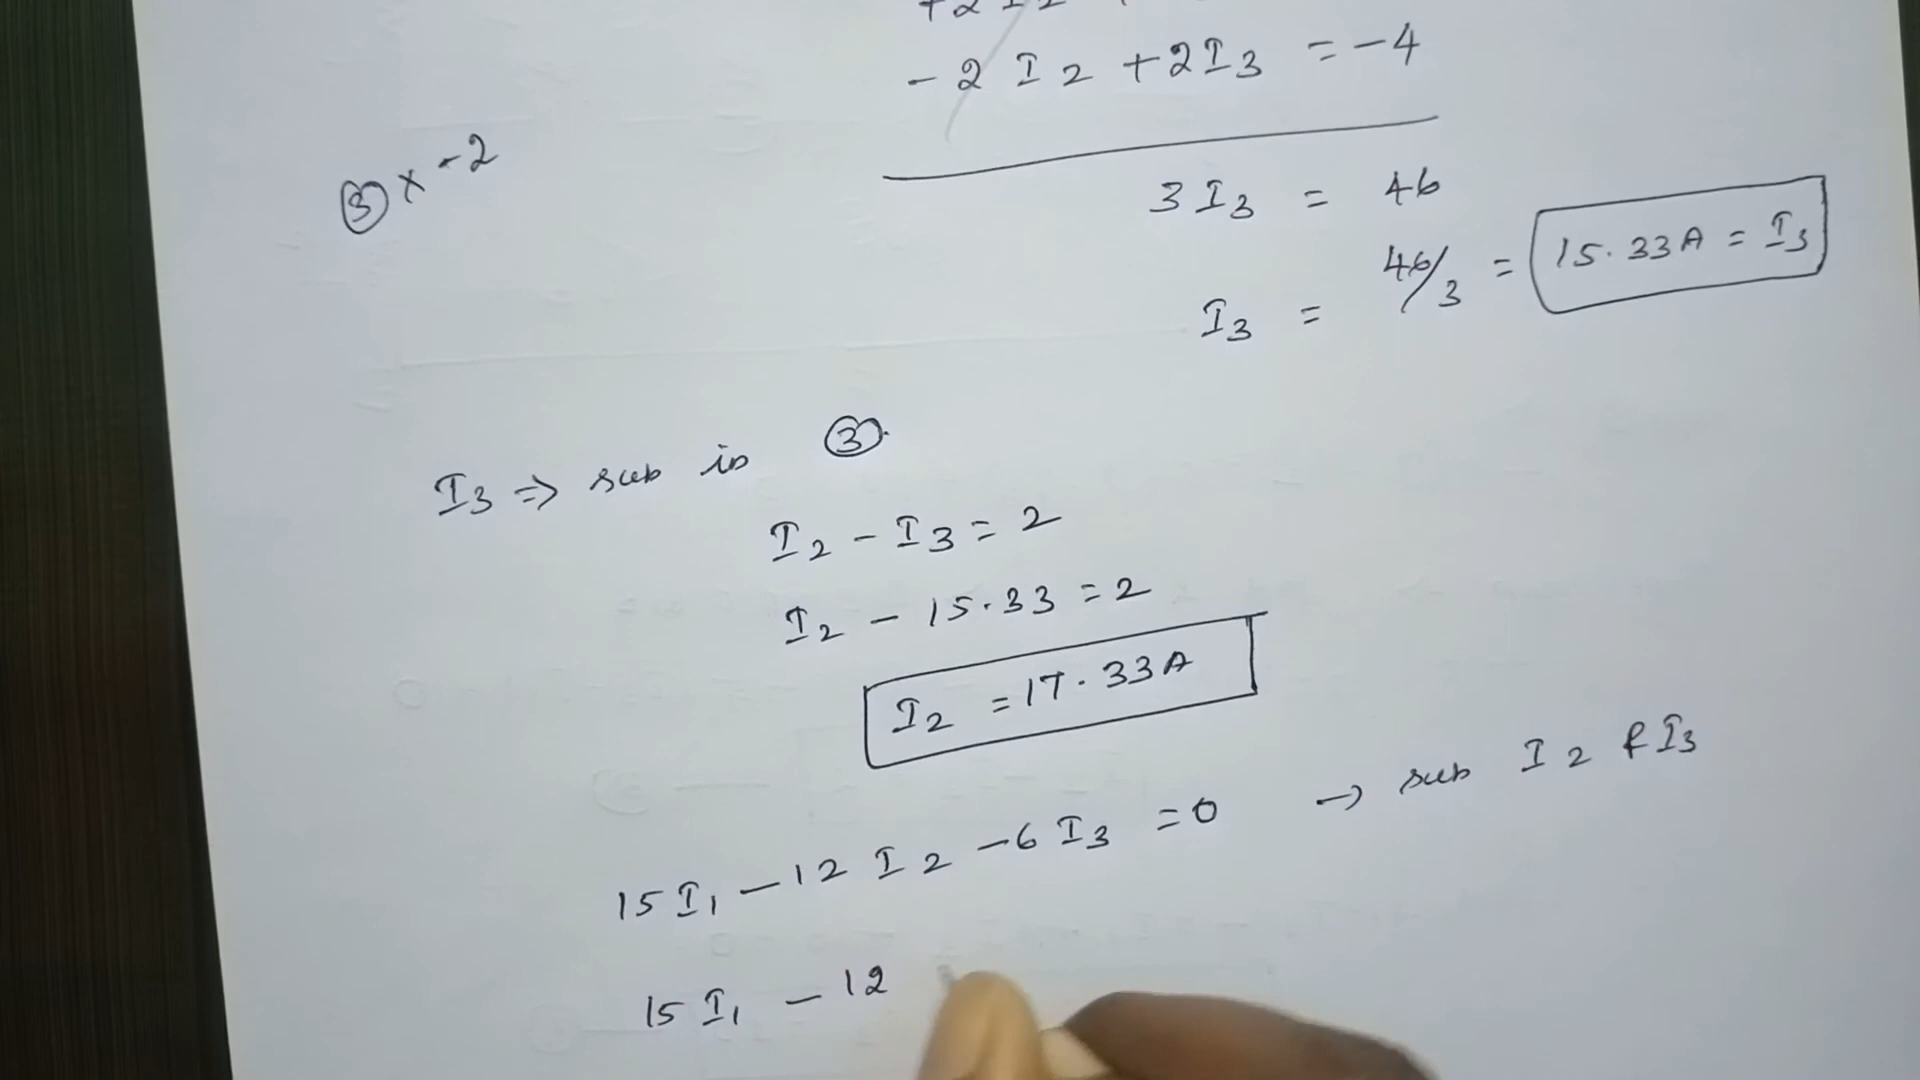 - 2 I2 + 2I3 = -4
③ x -2
3 I3 = 46
I3 = 46/3 = 15.33A = I3
I3 => sub in ③.
I2 - I3 = 2
I2 - 15.33 = 2
I2 = 17.33A
15 I1 - 12 I2 - 6 I3 = 0 → sub I2 & I3
15 I1 - 12